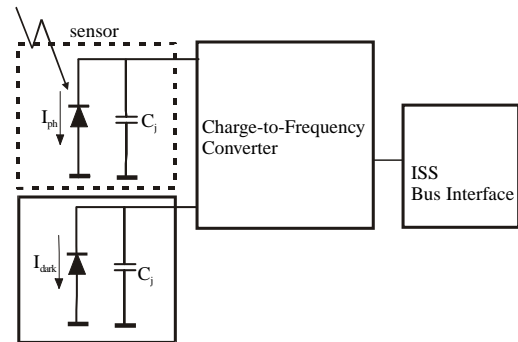 sensor
I_ph
C_j
Charge-to-Frequency
Converter
ISS
Bus Interface
I_dark
C_j